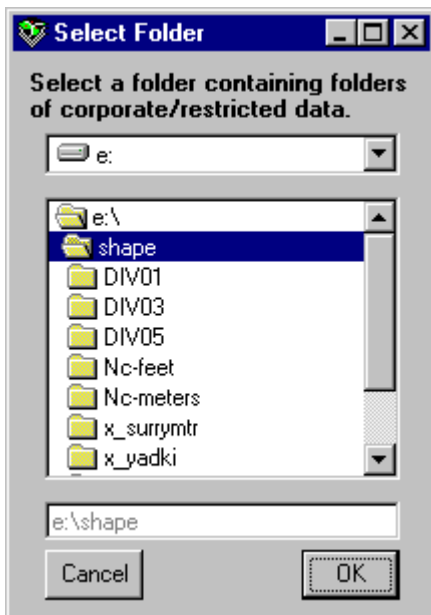 Select Folder
Select a folder containing folders
of corporate/restricted data.
e:
e:\
shape
DIV01
DIV03
DIV05
Nc-feet
Nc-meters
x_surrymtr
x_yadki
e:\shape
Cancel
OK